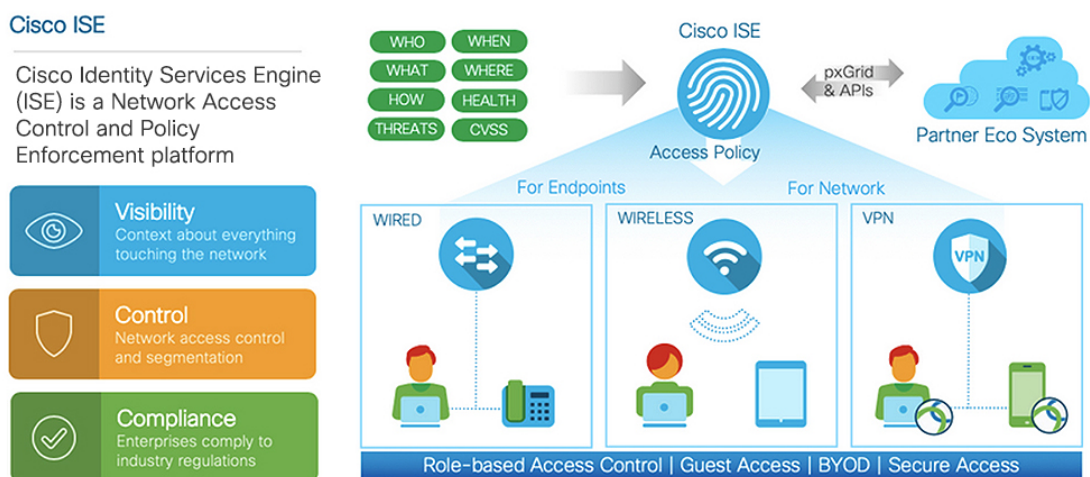 Cisco ISE
Cisco Identity Services Engine
(ISE) is a Network Access
Control and Policy
Enforcement platform
Visibility
Context about everything
touching the network
Control
Network access control
and segmentation
Compliance
Enterprises comply to
industry regulations
WHO
WHEN
WHAT
WHERE
HOW
HEALTH
THREATS
CVSS
Cisco ISE
Access Policy
pxGrid
& APIs
Partner Eco System
For Endpoints
For Network
WIRED
WIRELESS
VPN
VPN
Role-based Access Control | Guest Access | BYOD | Secure Access